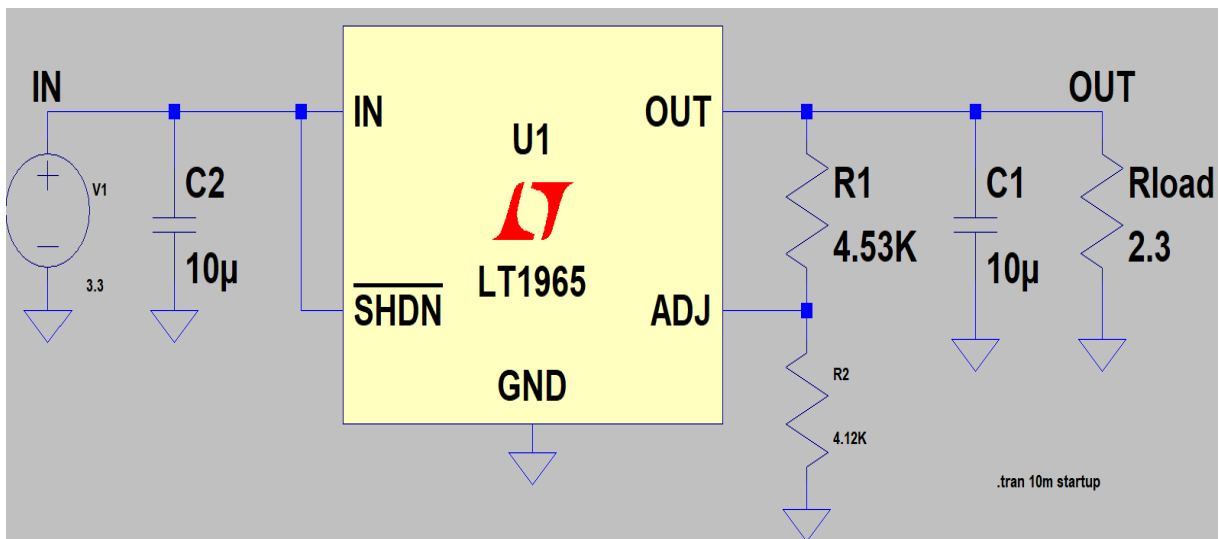 IN
OUT
IN
OUT
U1
LT1965
SHDN
ADJ
GND
V1
3.3
C2
10µ
R1
4.53K
C1
10µ
Rload
2.3
R2
4.12K
.tran 10m startup